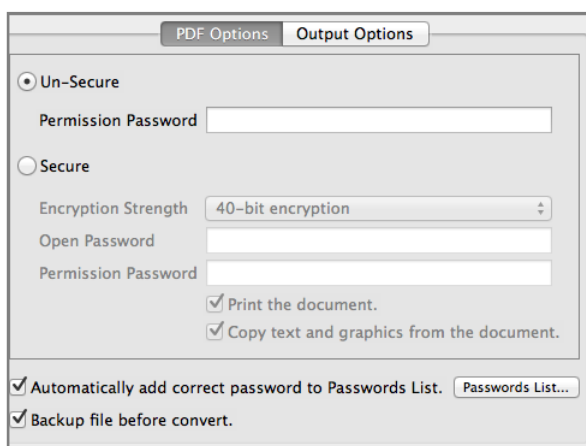 PDF Options Output Options
Un-Secure
Permission Password
Secure
Encryption Strength 40-bit encryption
Open Password
Permission Password
Print the document.
Copy text and graphics from the document.
Automatically add correct password to Passwords List. Passwords List...
Backup file before convert.